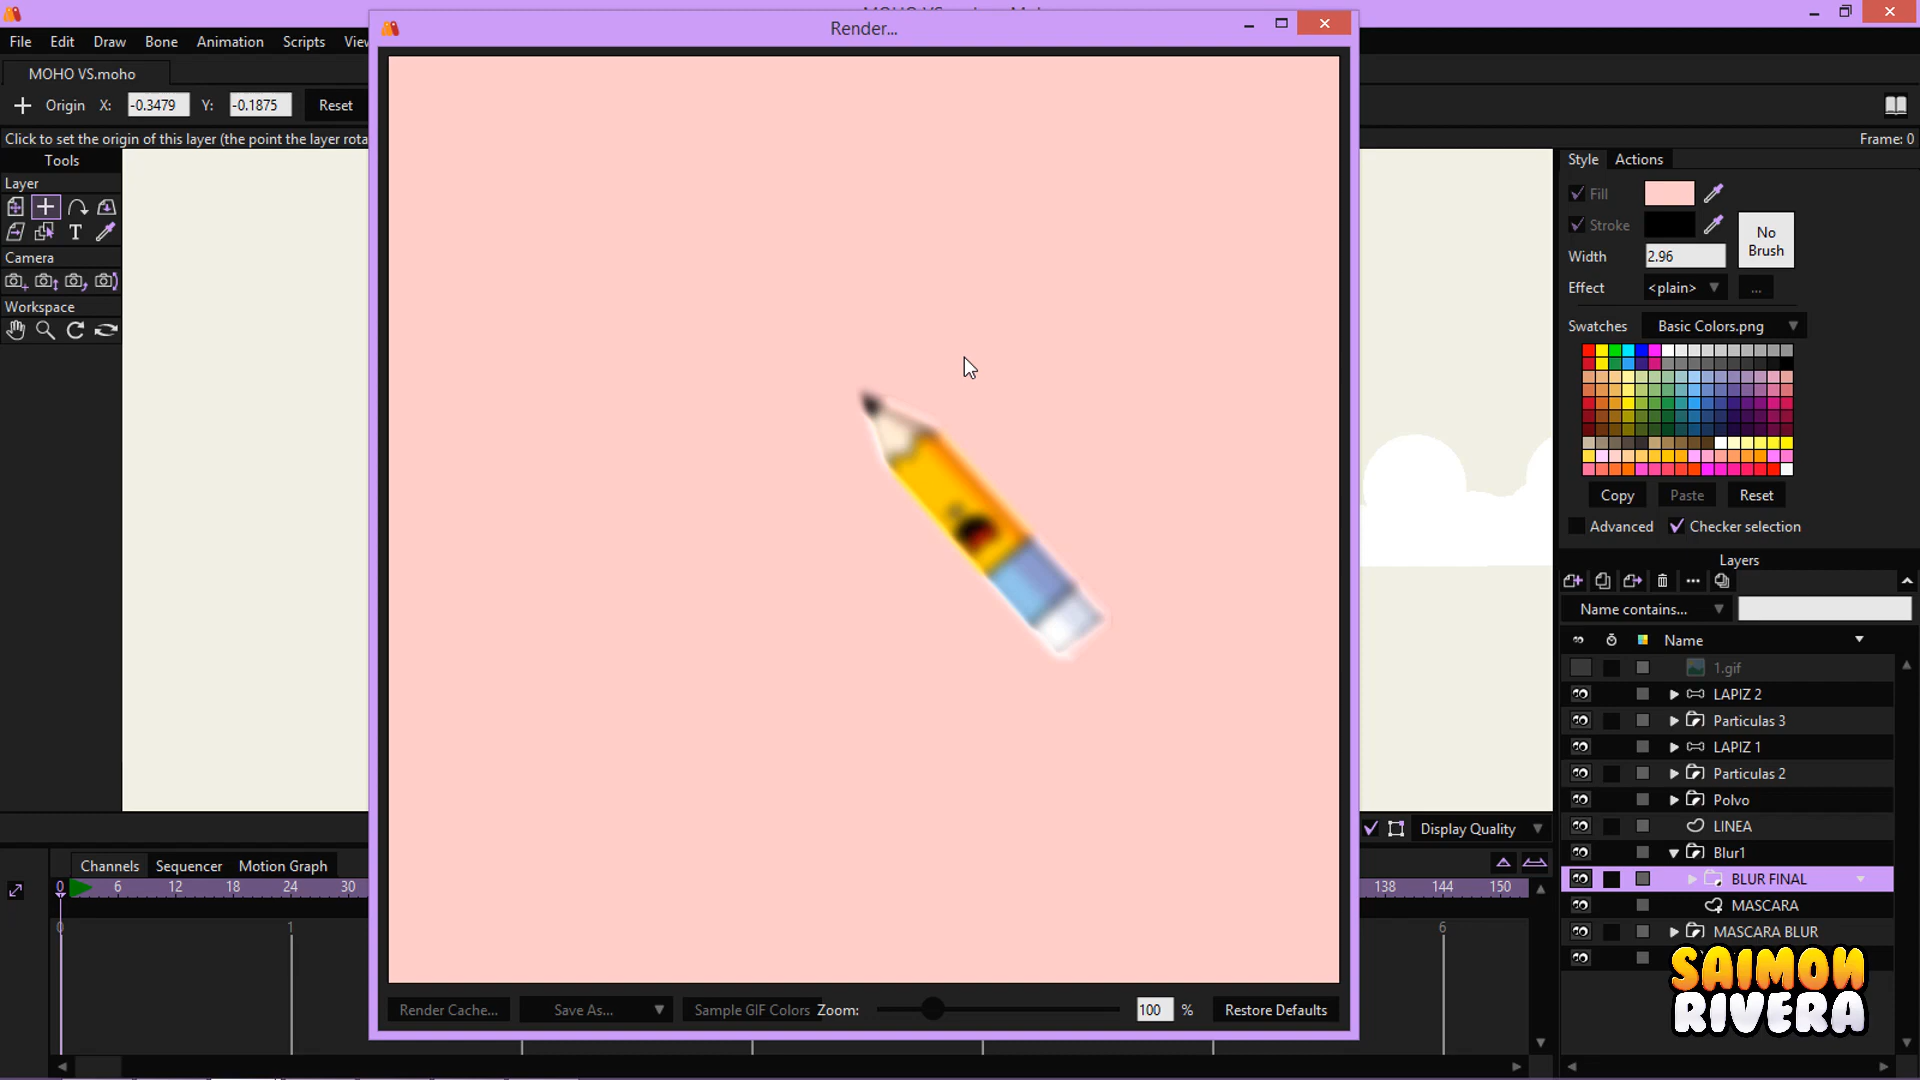 Render...
File Edit Draw Bone Animation Scripts
MOHO VS.moho
Origin X: -0.3479 Y: -0.1875 Reset
Click to set the origin of this layer (the point the layer rota
Frame: 0
Tools
Layer
T
Camera
Workspace
Style Actions
Fill
Stroke
No Brush
Width 2.96
Effect <plain> ...
Swatches Basic Colors.png
Copy Paste Reset
Advanced Checker selection
Layers
Name contains...
Name
1.gif
LAPIZ 2
Particulas 3
LAPIZ 1
Particulas 2
Polvo
LINEA
Blur1
BLUR FINAL
MASCARA
MASCARA BLUR
Display Quality
Channels Sequencer Motion Graph
0 6 12 18 24 30 138 144 150
0 1 6
Render Cache... Save As... Sample GIF Colors Zoom: 100 % Restore Defaults
SAIMON
RIVERA